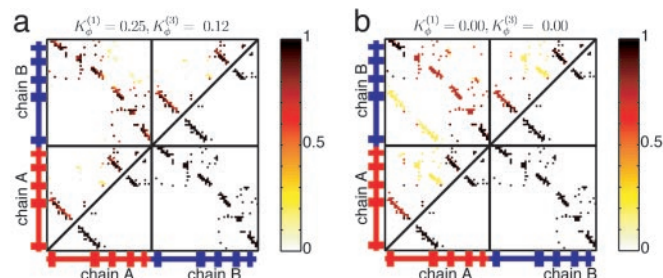 a
K_ϕ^(1) = 0.25, K_ϕ^(3) = 0.12
chain B
chain A
chain A
chain B
1
0.5
0
b
K_ϕ^(1) = 0.00, K_ϕ^(3) = 0.00
chain B
chain A
chain A
chain B
1
0.5
0